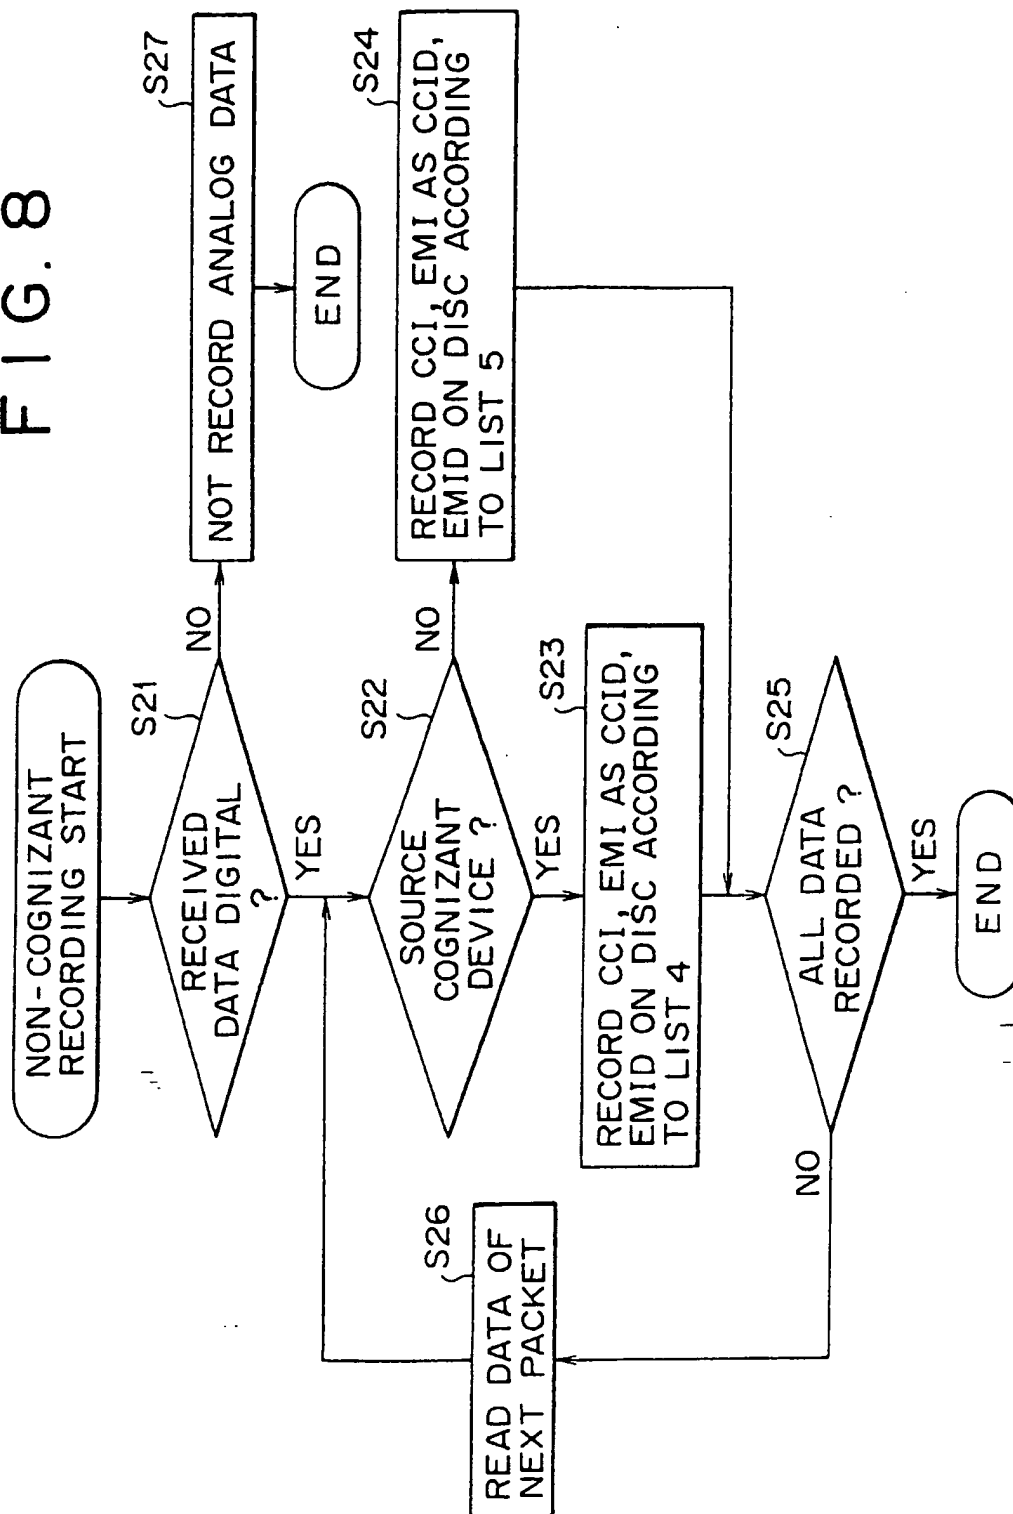 FIG. 8
NON-COGNIZANT
RECORDING START
S21
RECEIVED
DATA DIGITAL
?
NO
YES
S27
NOT RECORD ANALOG DATA
END
S22
SOURCE
COGNIZANT
DEVICE ?
NO
YES
S24
RECORD CCI, EMI AS CCID,
EMID ON DISC ACCORDING
TO LIST 5
S23
RECORD CCI, EMI AS CCID,
EMID ON DISC ACCORDING
TO LIST 4
S26
READ DATA OF
NEXT PACKET
S25
ALL DATA
RECORDED ?
NO
YES
END